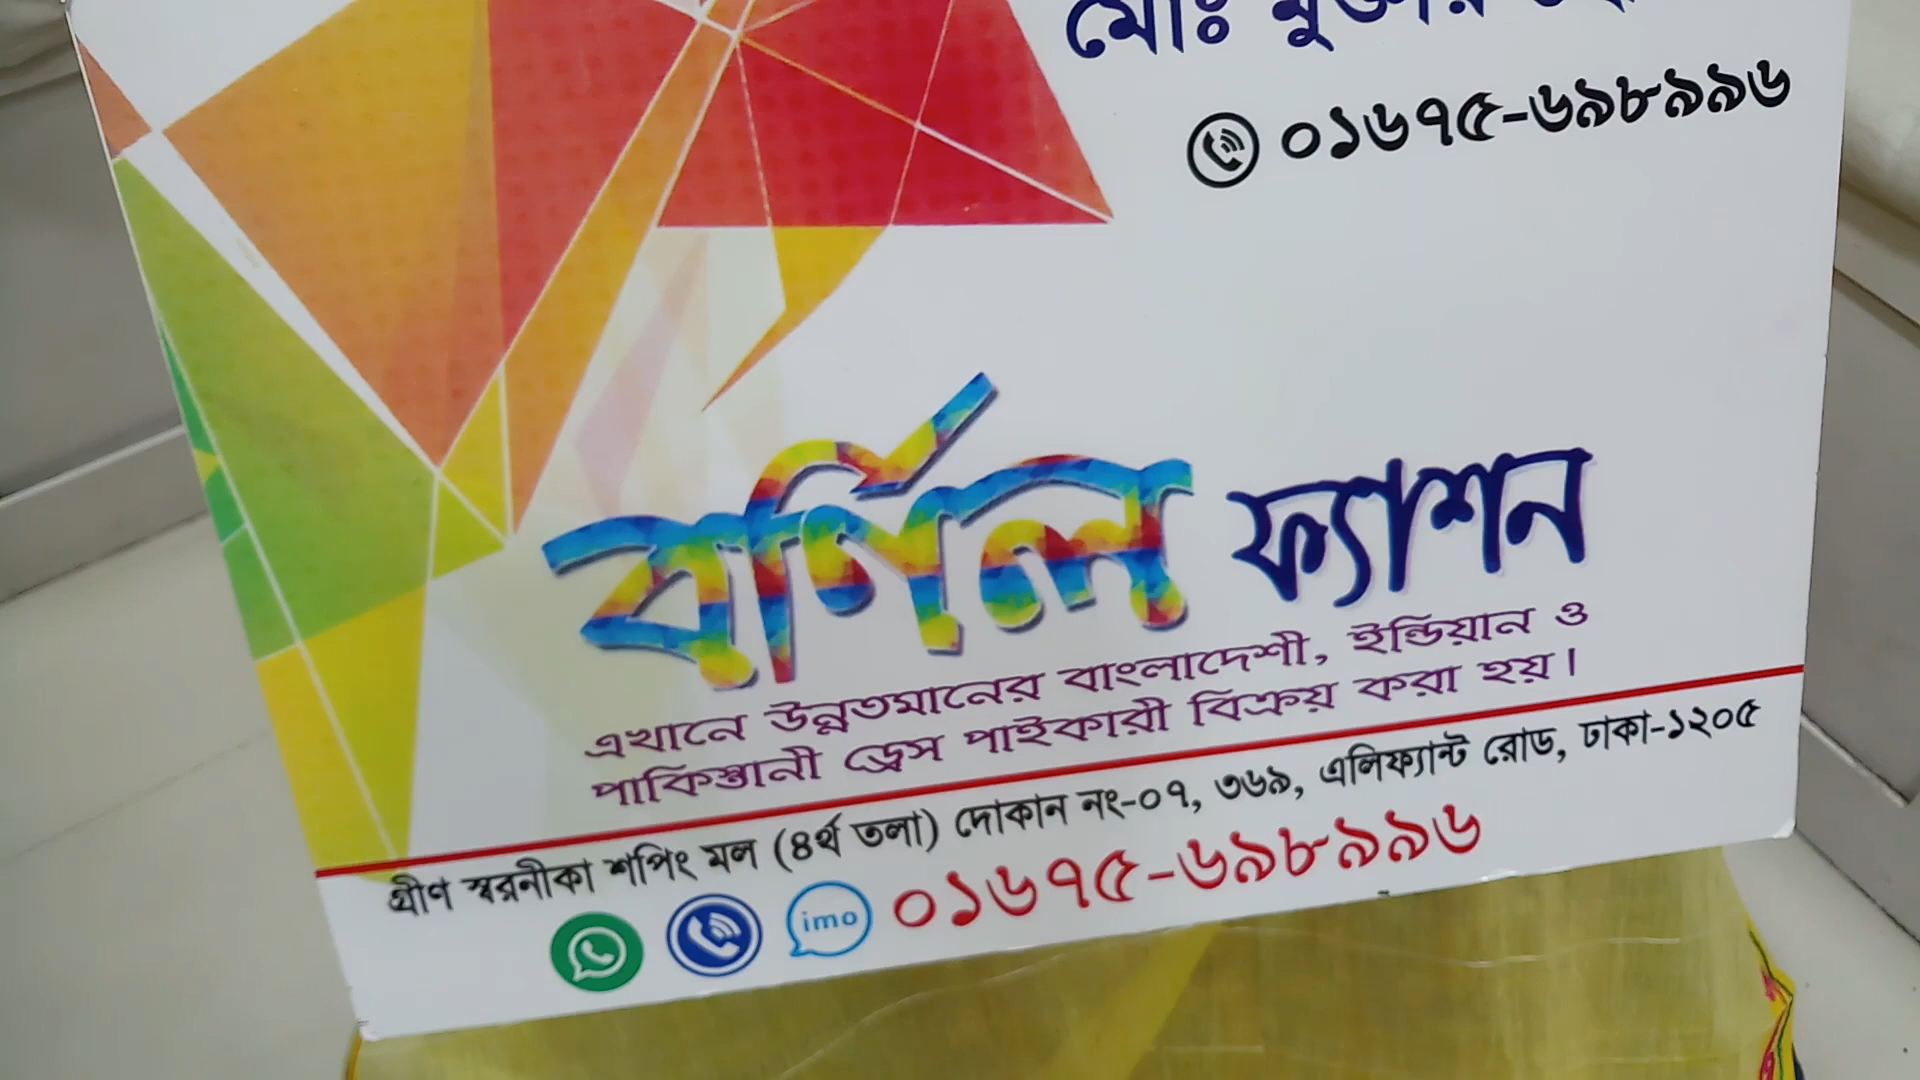 মোঃ
০১৬৭৫-৬৯৮৯৯৬
বর্ণিল ফ্যাশন
এখানে উন্নতমানের বাংলাদেশী, ইন্ডিয়ান ও
পাকিস্তানী ড্রেস পাইকারী বিক্রয় করা হয়।
গ্রীণ স্বরনীকা শপিং মল (৪র্থ তলা) দোকান নং-০৭, ৩৬৯, এলিফ্যান্ট রোড, ঢাকা-১২০৫
imo ০১৬৭৫-৬৯৮৯৯৬